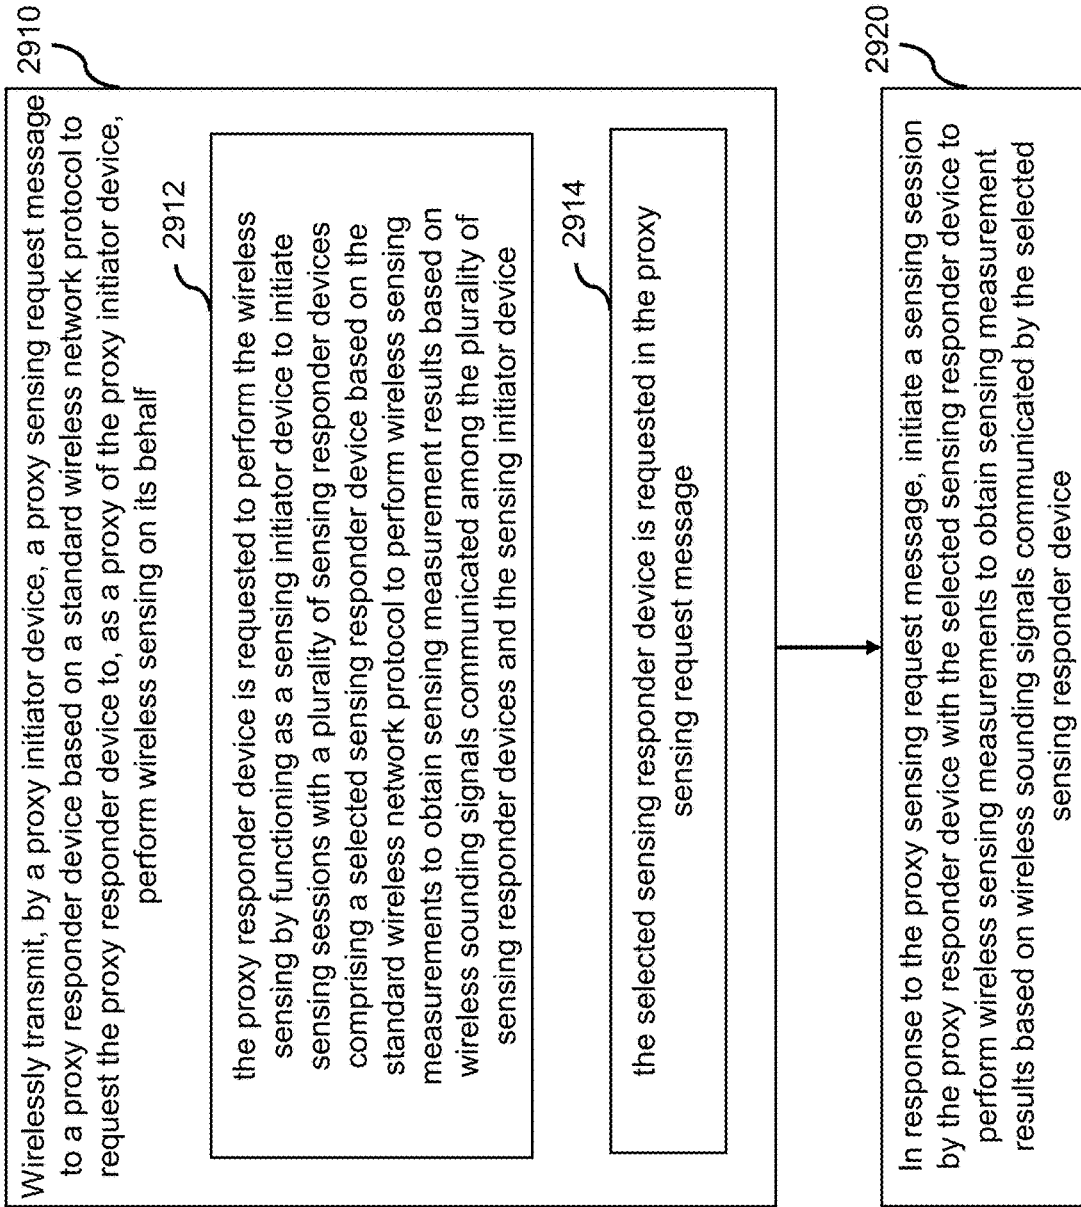 Wirelessly transmit, by a proxy initiator device, a proxy sensing request message
to a proxy responder device based on a standard wireless network protocol to
request the proxy responder device to, as a proxy of the proxy initiator device,
perform wireless sensing on its behalf
2910
2912
the proxy responder device is requested to perform the wireless
sensing by functioning as a sensing initiator device to initiate
sensing sessions with a plurality of sensing responder devices
comprising a selected sensing responder device based on the
standard wireless network protocol to perform wireless sensing
measurements to obtain sensing measurement results based on
wireless sounding signals communicated among the plurality of
sensing responder devices and the sensing initiator device
2914
the selected sensing responder device is requested in the proxy
sensing request message
2920
In response to the proxy sensing request message, initiate a sensing session
by the proxy responder device with the selected sensing responder device to
perform wireless sensing measurements to obtain sensing measurement
results based on wireless sounding signals communicated by the selected
sensing responder device